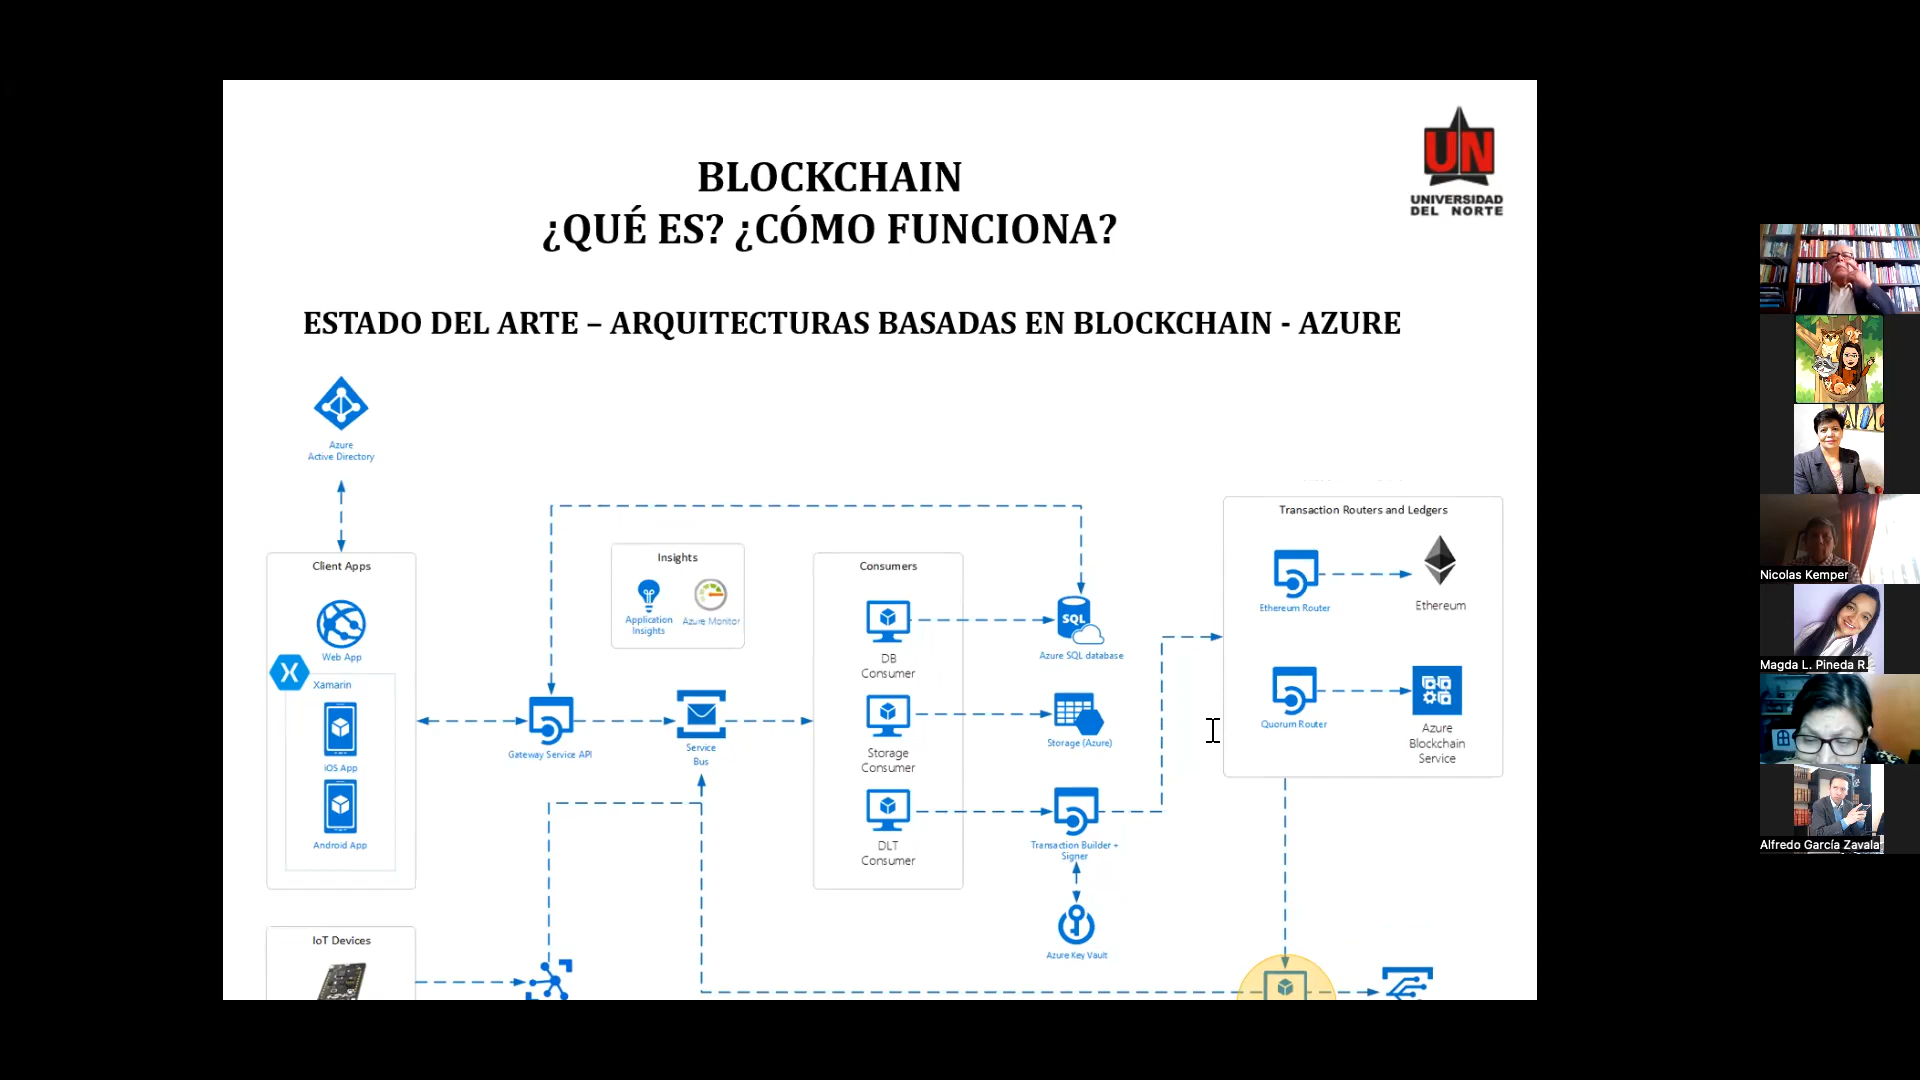 BLOCKCHAIN
¿QUÉ ES? ¿CÓMO FUNCIONA?
UN
UNIVERSIDAD
DEL NORTE
ESTADO DEL ARTE – ARQUITECTURAS BASADAS EN BLOCKCHAIN - AZURE
Azure
Active Directory
Client Apps
Web App
Xamarin
iOS App
Android App
IoT Devices
Gateway Service API
Insights
Application
Insights
Azure Monitor
Service
Bus
Consumers
DB
Consumer
Storage
Consumer
DLT
Consumer
SQL
Azure SQL database
Storage (Azure)
Transaction Builder +
Signer
Azure Key Vault
Transaction Routers and Ledgers
Ethereum Router
Ethereum
Quorum Router
Azure
Blockchain
Service
Nicolas Kemper
Magda L. Pineda R.
Alfredo García Zavala